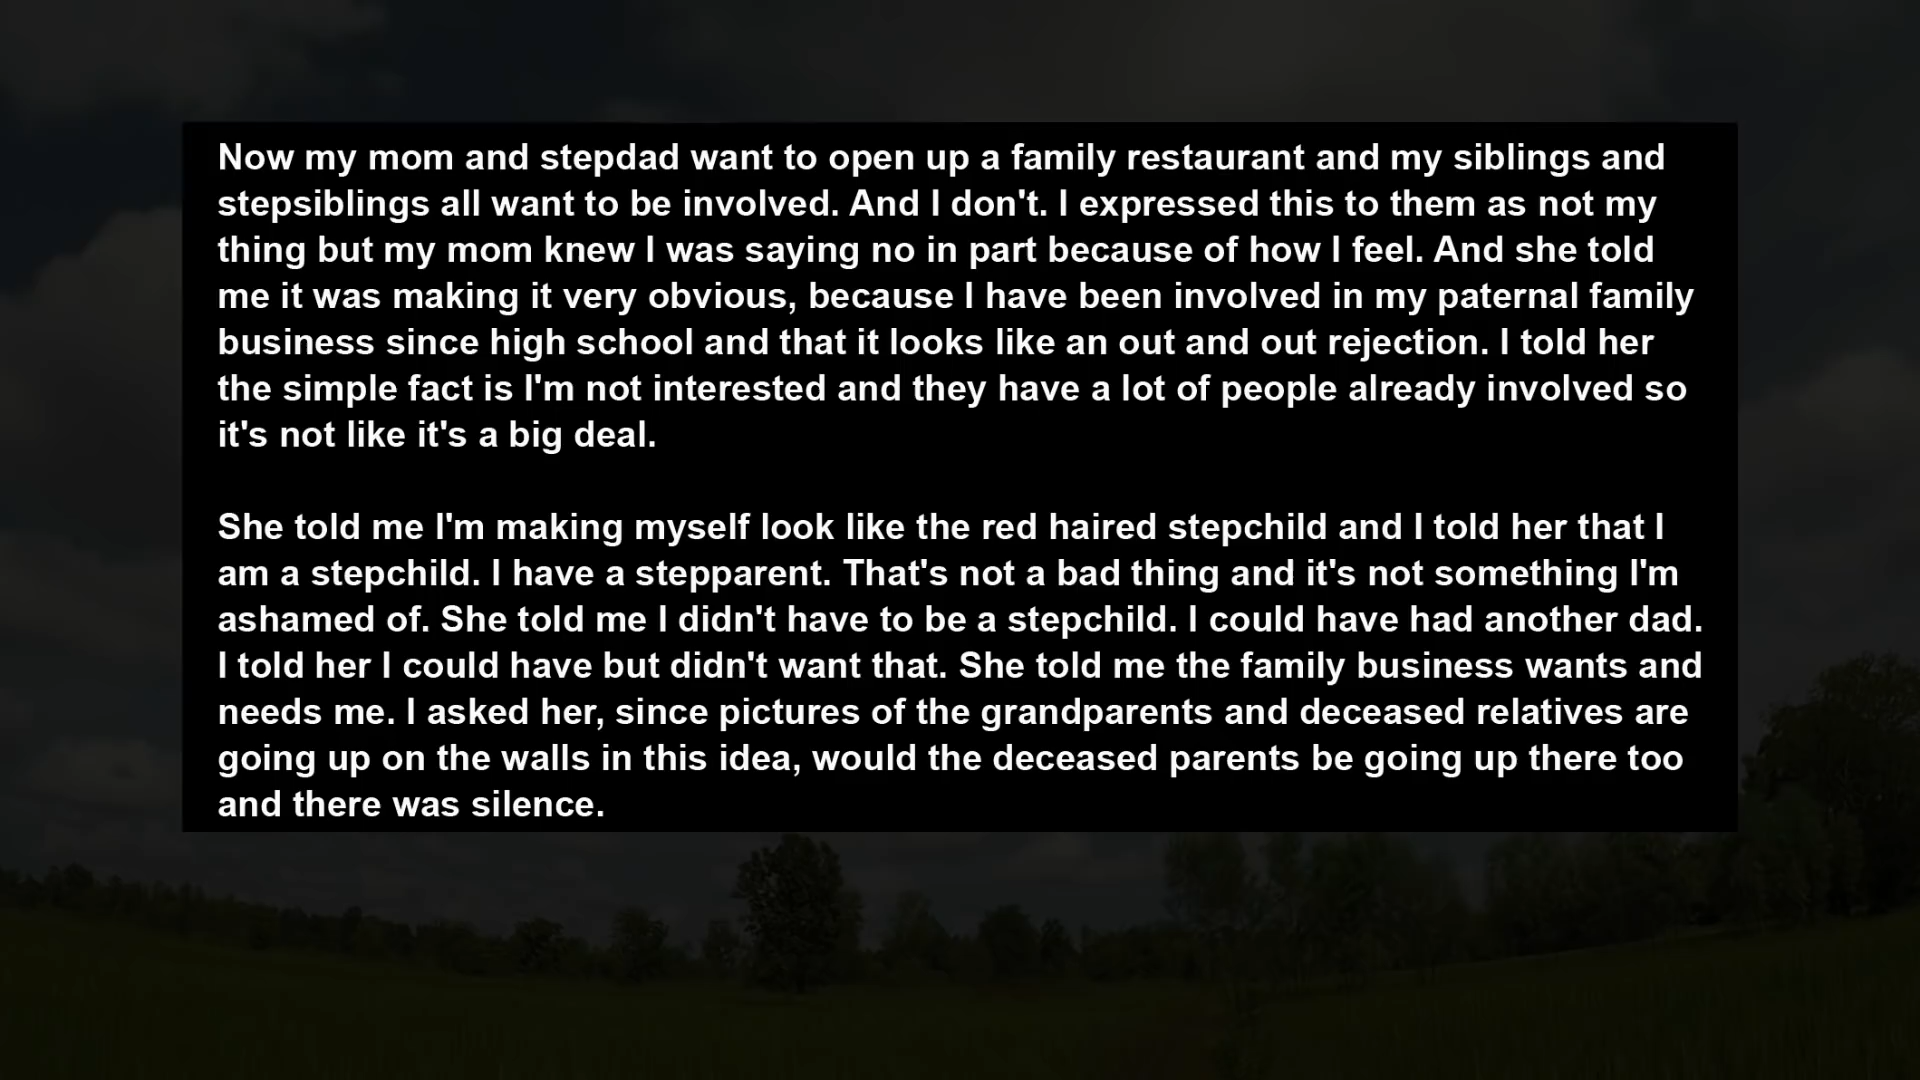 Now my mom and stepdad want to open up a family restaurant and my siblings and
stepsiblings all want to be involved. And I don't. I expressed this to them as not my
thing but my mom knew I was saying no in part because of how I feel. And she told
me it was making it very obvious, because I have been involved in my paternal family
business since high school and that it looks like an out and out rejection. I told her
the simple fact is I'm not interested and they have a lot of people already involved so
it's not like it's a big deal.
She told me I'm making myself look like the red haired stepchild and I told her that I
am a stepchild. I have a stepparent. That's not a bad thing and it's not something I'm
ashamed of. She told me I didn't have to be a stepchild. I could have had another dad.
I told her I could have but didn't want that. She told me the family business wants and
needs me. I asked her, since pictures of the grandparents and deceased relatives are
going up on the walls in this idea, would the deceased parents be going up there too
and there was silence.